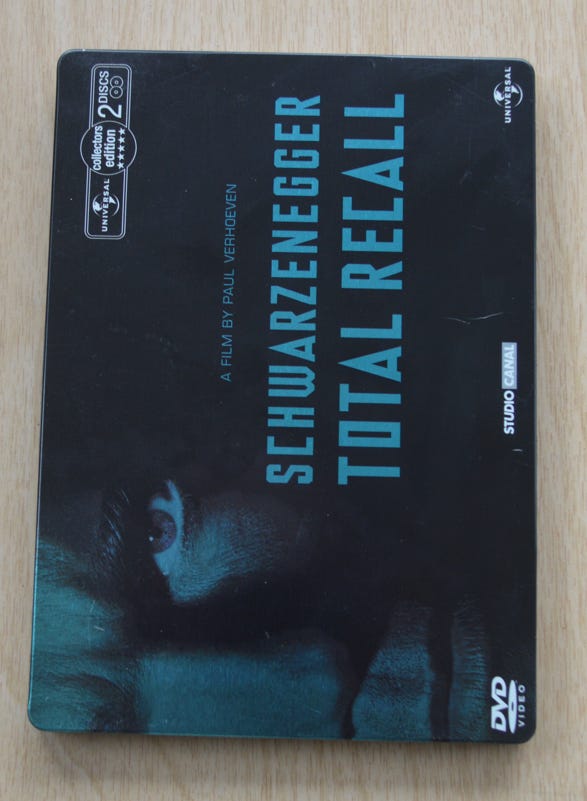 UNIVERSAL
collectors
edition
★★★★★
2 DISCS
A FILM BY PAUL VERHOEVEN
SCHWARZENEGGER
TOTAL RECALL
DVD
VIDEO
STUDIO CANAL
UNIVERSAL